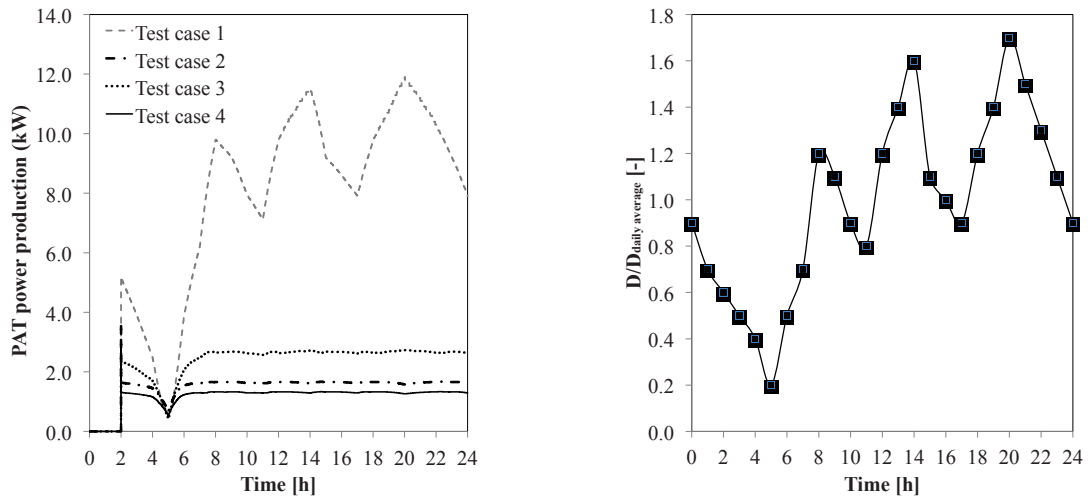 14.0
12.0
10.0
8.0
6.0
4.0
2.0
0.0
PAT power production (kW)
Test case 1
Test case 2
Test case 3
Test case 4
0 2 4 6 8 10 12 14 16 18 20 22 24
Time [h]
1.8
1.6
1.4
1.2
1.0
0.8
0.6
0.4
0.2
0.0
D/Ddaily average [-]
0 2 4 6 8 10 12 14 16 18 20 22 24
Time [h]